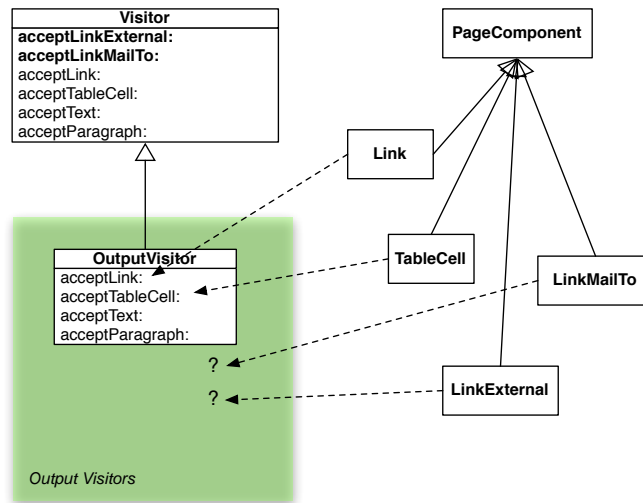 Visitor
acceptLinkExternal:
acceptLinkMailTo:
acceptLink:
acceptTableCell:
acceptText:
acceptParagraph:
PageComponent
Link
OutputVisitor
acceptLink:
acceptTableCell:
acceptText:
acceptParagraph:
TableCell
LinkMailTo
?
?
LinkExternal
Output Visitors